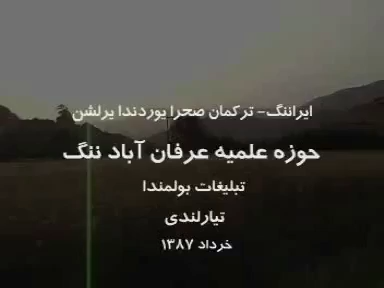 ایراننگ- ترکمان صحرا یوردندا یرلشن
حوزه علمیه عرفان آباد ننگ
تبلیغات بولمندا
تیارلندی
خرداد ۱۳۸۷